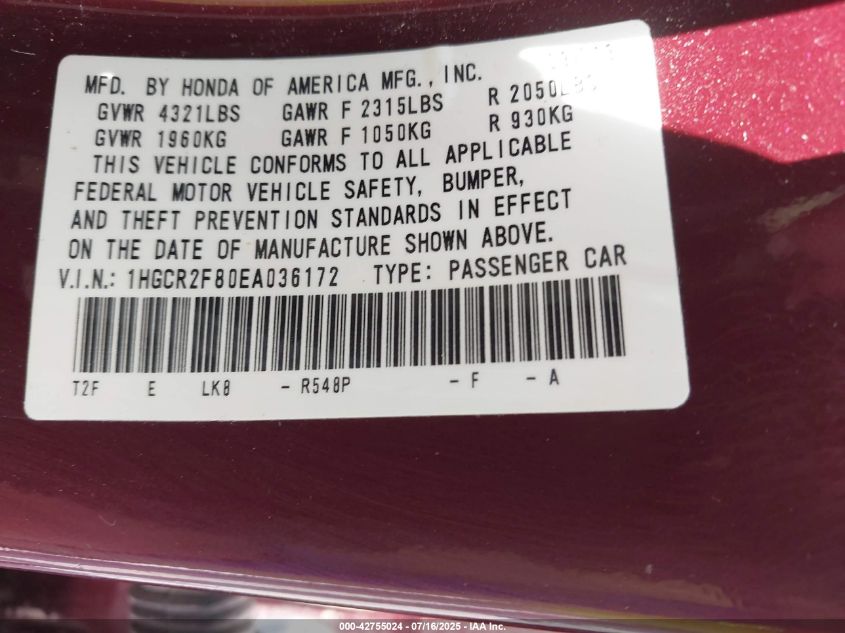 MFD. BY HONDA OF AMERICA MFG., INC.
GVWR 4321LBS GAWR F 2315LBS R 2050LBS
GVWR 1960KG GAWR F 1050KG R 930KG
THIS VEHICLE CONFORMS TO ALL APPLICABLE
FEDERAL MOTOR VEHICLE SAFETY, BUMPER,
AND THEFT PREVENTION STANDARDS IN EFFECT
ON THE DATE OF MANUFACTURE SHOWN ABOVE.
V.I.N.: 1HGCR2F80EA036172 TYPE: PASSENGER CAR
T2F E LK8 - R548P - F - A
000-42755024 - 07/16/2025 - IAA Inc.